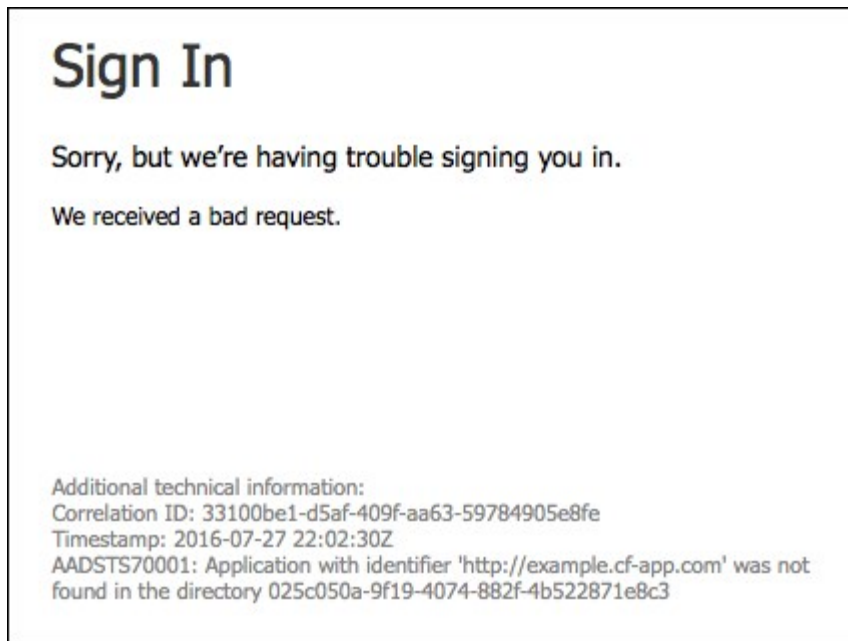 Sign In
Sorry, but we’re having trouble signing you in.
We received a bad request.
Additional technical information:
Correlation ID: 33100be1-d5af-409f-aa63-59784905e8fe
Timestamp: 2016-07-27 22:02:30Z
AADSTS70001: Application with identifier 'http://example.cf-app.com' was not
found in the directory 025c050a-9f19-4074-882f-4b522871e8c3